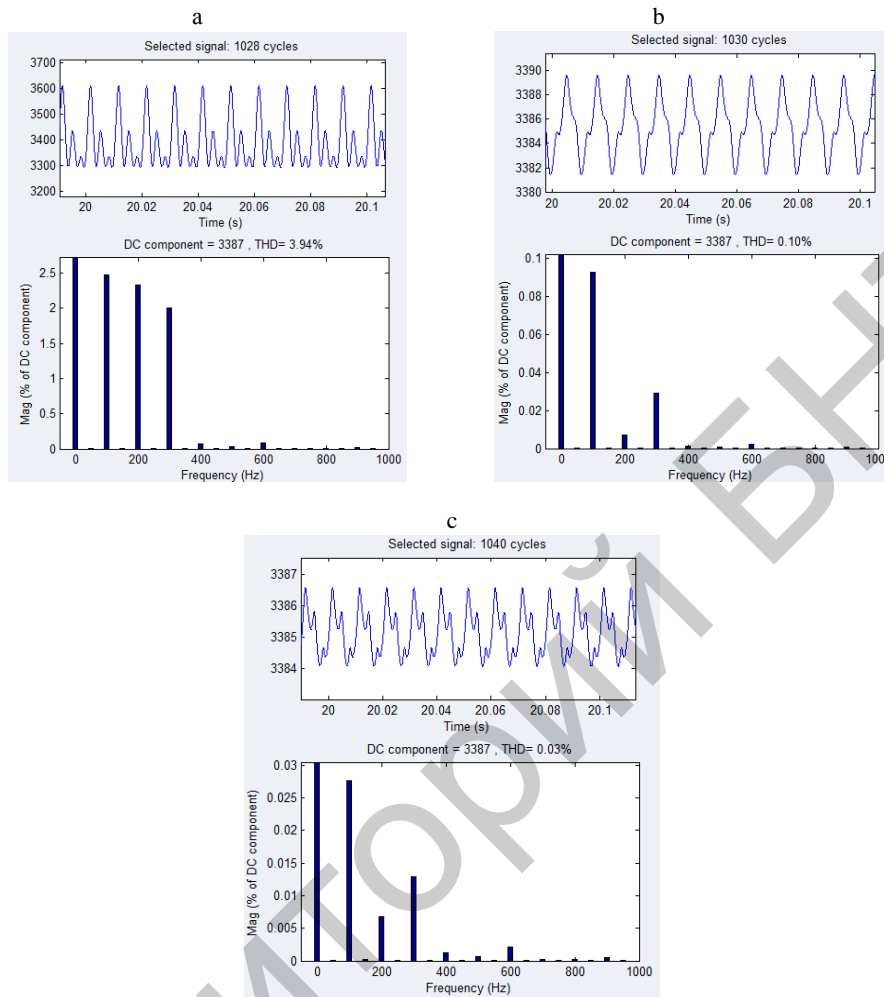 a
Selected signal: 1028 cycles
3700
3600
3500
3400
3300
3200
20 20.02 20.04 20.06 20.08 20.1
Time (s)
DC component = 3387 , THD= 3.94%
Mag (% of DC component)
2.5
2
1.5
1
0.5
0
0 200 400 600 800 1000
Frequency (Hz)
b
Selected signal: 1030 cycles
3390
3388
3386
3384
3382
3380
20 20.02 20.04 20.06 20.08 20.1
Time (s)
DC component = 3387 , THD= 0.10%
Mag (% of DC component)
0.1
0.08
0.06
0.04
0.02
0
0 200 400 600 800 1000
Frequency (Hz)
c
Selected signal: 1040 cycles
3387
3386
3385
3384
20 20.02 20.04 20.06 20.08 20.1
Time (s)
DC component = 3387 , THD= 0.03%
Mag (% of DC component)
0.03
0.025
0.02
0.015
0.01
0.005
0
0 200 400 600 800 1000
Frequency (Hz)
иторий БНТ